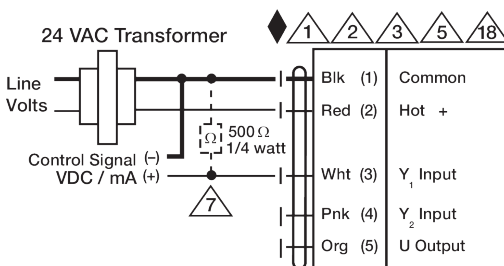 24 VAC Transformer
1 2 3 5 18
Line
Volts
Blk (1) Common
Red (2) Hot +
Ω 500 Ω
1/4 watt
Control Signal (–)
VDC / mA (+)
Wht (3) Y1 Input
7
Pnk (4) Y2 Input
Org (5) U Output